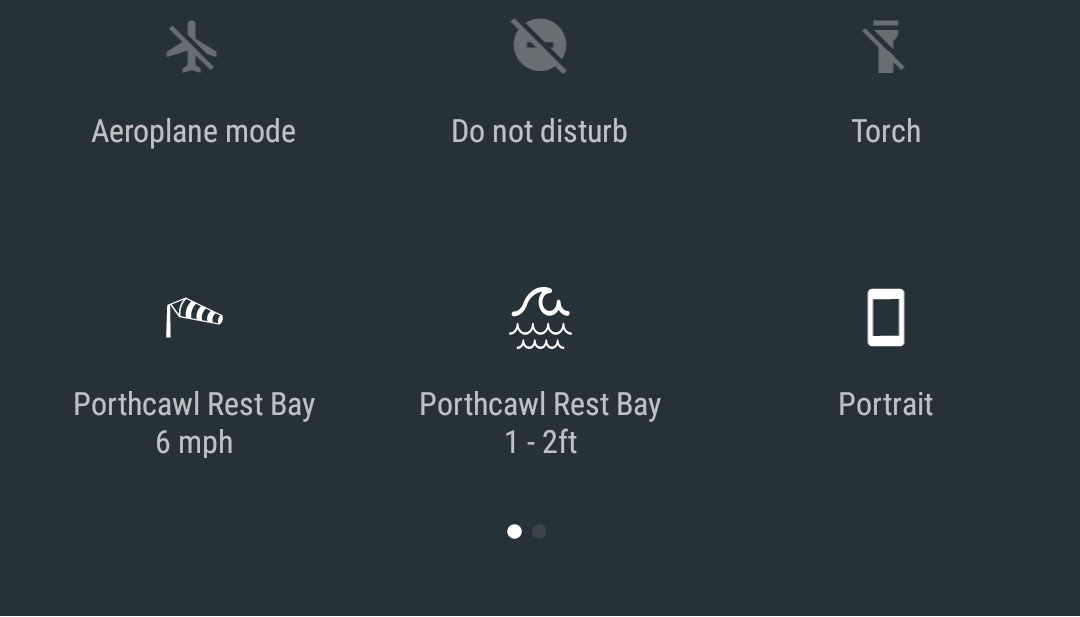 Aeroplane mode
Do not disturb
Torch
Porthcawl Rest Bay
6 mph
Porthcawl Rest Bay
1 - 2ft
Portrait